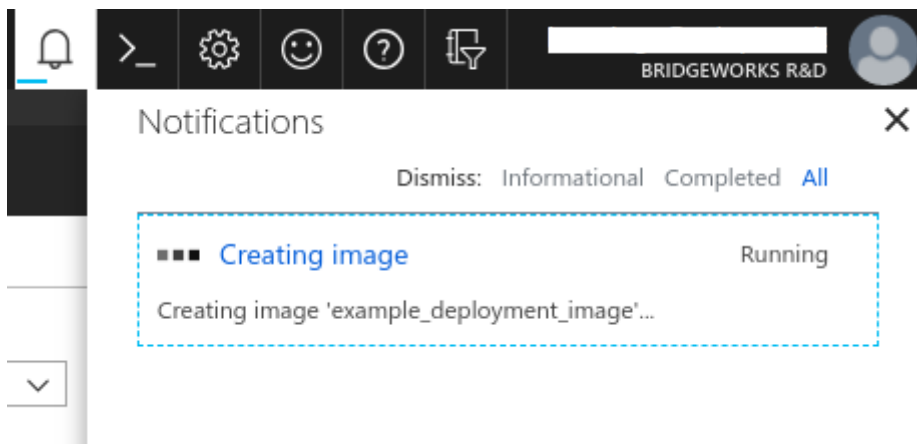 BRIDGEWORKS R&D
Notifications
Dismiss: Informational Completed All
Creating image Running
Creating image 'example_deployment_image'...